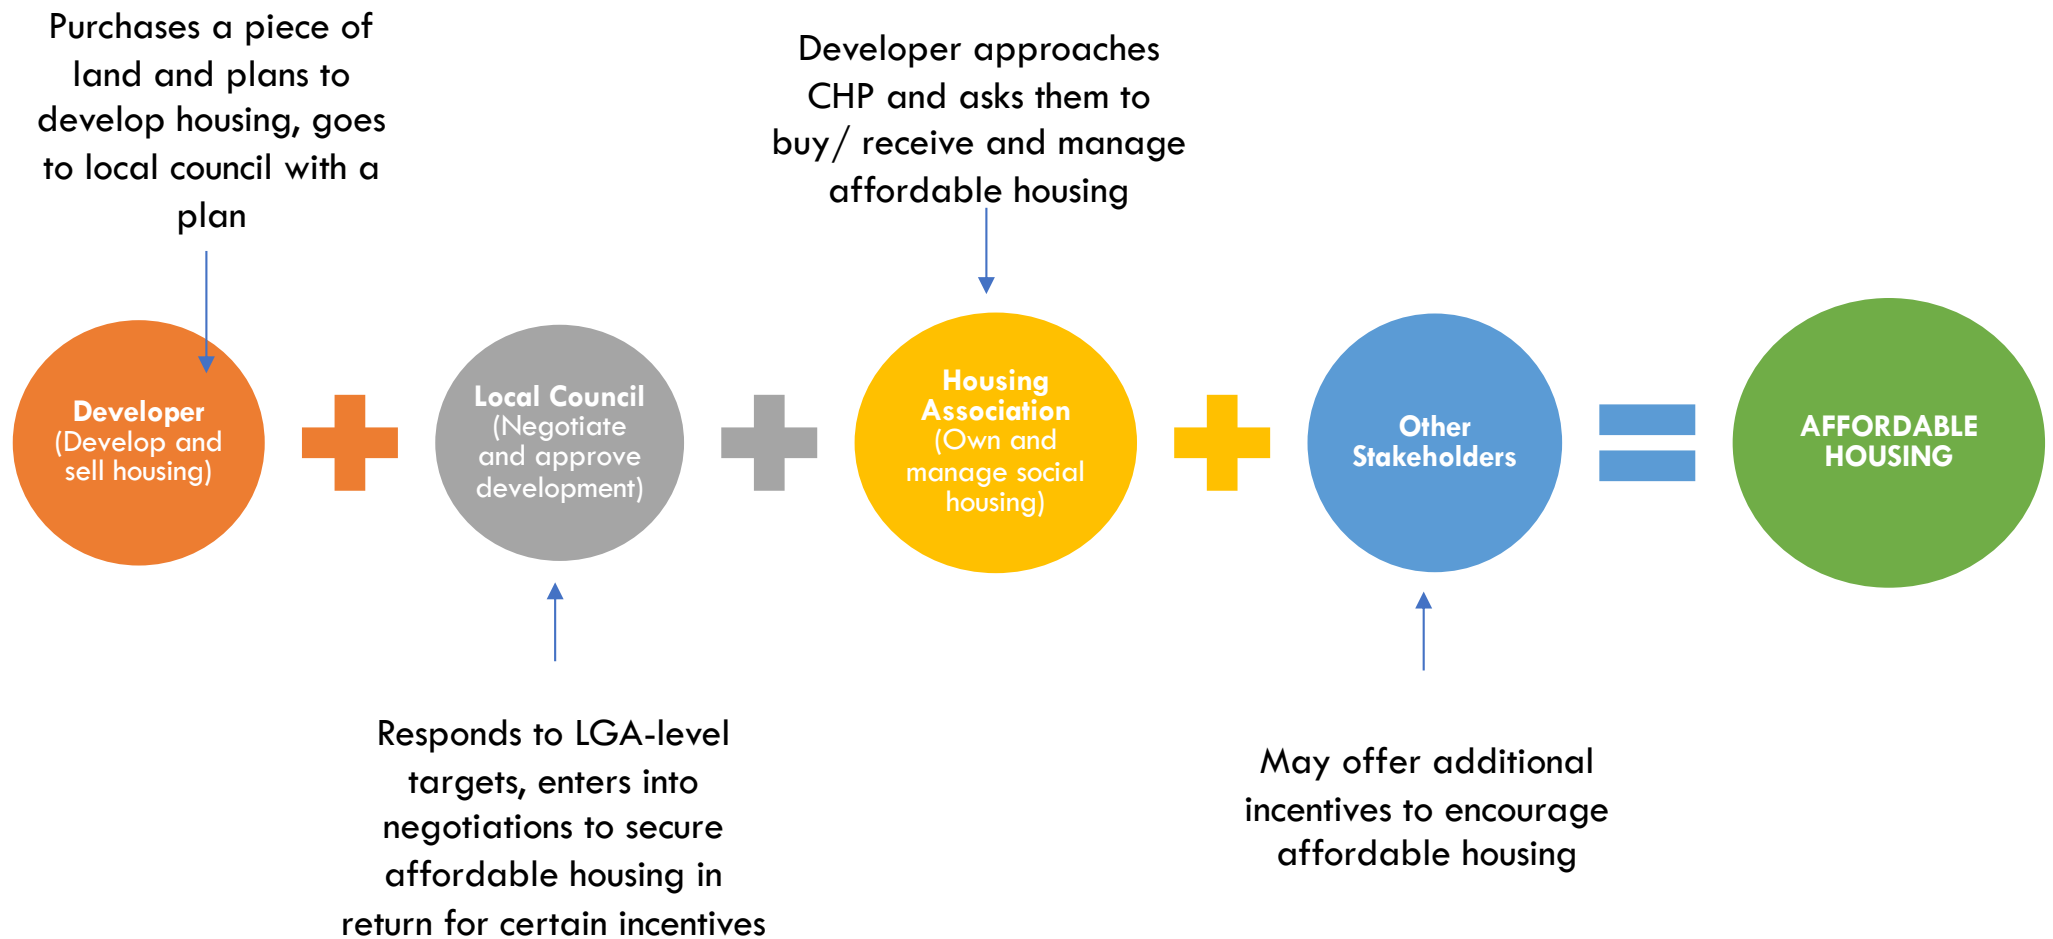 Purchases a piece of
land and plans to
develop housing, goes
to local council with a
plan
Developer approaches
CHP and asks them to
buy/ receive and manage
affordable housing
Developer
(Develop and
sell housing)
Local Council
(Negotiate
and approve
development)
Housing
Association
(Own and
manage social
housing)
Other
Stakeholders
AFFORDABLE
HOUSING
Responds to LGA-level
targets, enters into
negotiations to secure
affordable housing in
return for certain incentives
May offer additional
incentives to encourage
affordable housing